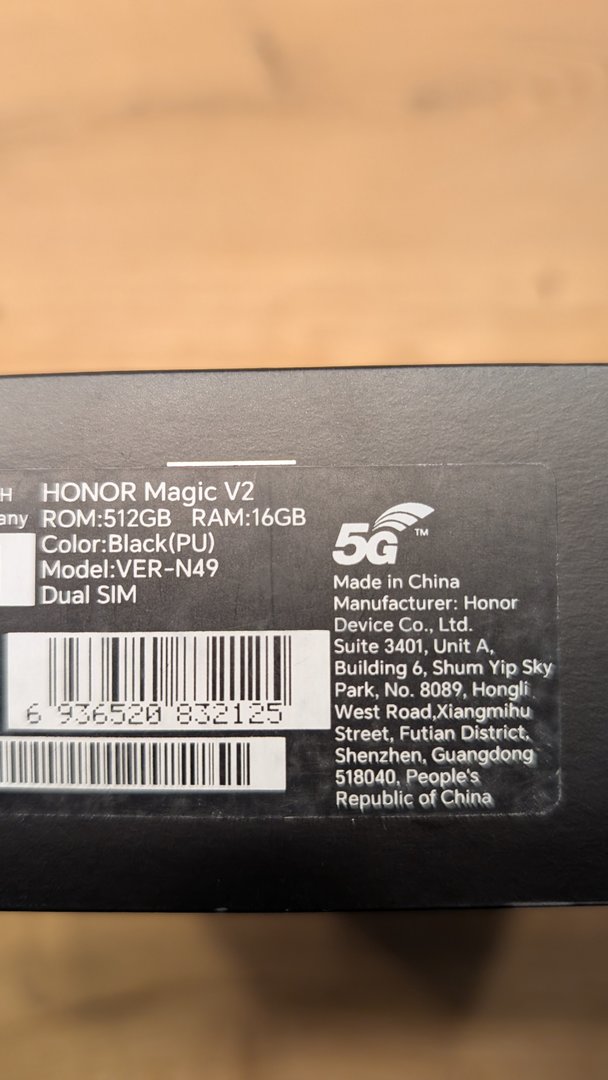 H
any
HONOR Magic V2
ROM:512GB RAM:16GB
Color:Black(PU)
Model:VER-N49
Dual SIM
6 936520 832125
5G™
Made in China
Manufacturer: Honor
Device Co., Ltd.
Suite 3401, Unit A,
Building 6, Shum Yip Sky
Park, No. 8089, Hongli
West Road,Xiangmihu
Street, Futian District,
Shenzhen, Guangdong
518040, People's
Republic of China